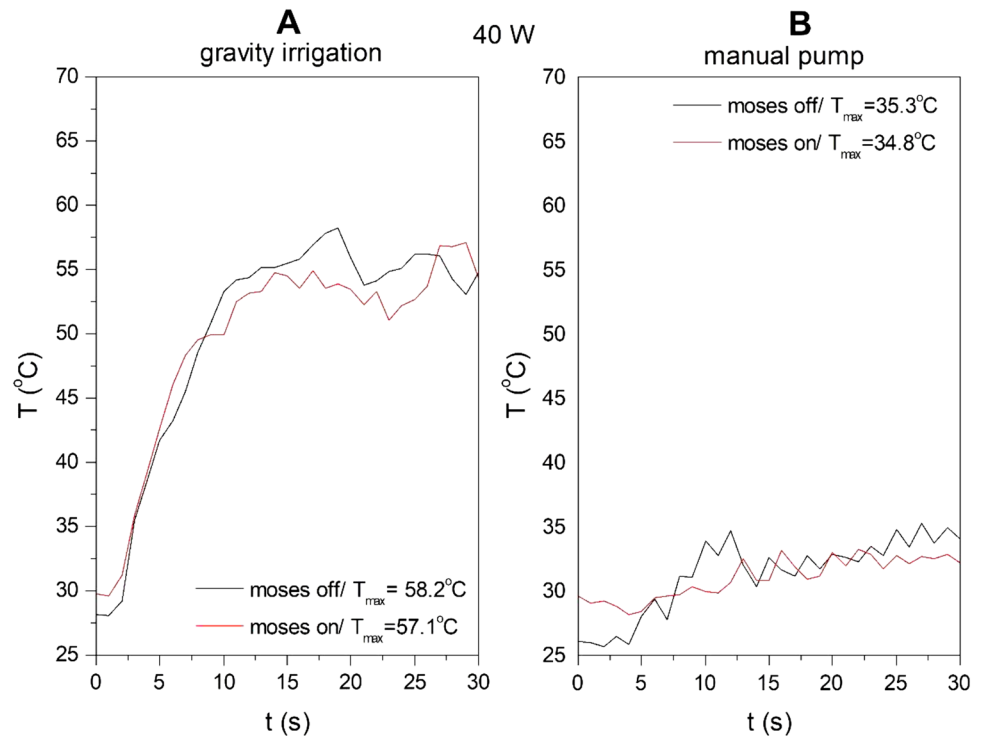 A
gravity irrigation
40 W
B
manual pump
70
65
60
55
50
45
40
35
30
25
T (°C)
moses off/ Tmax = 58.2°C
moses on/ Tmax=57.1°C
0 5 10 15 20 25 30
t (s)
70
65
60
55
50
45
40
35
30
25
T (°C)
moses off/ Tmax=35.3°C
moses on/ Tmax=34.8°C
0 5 10 15 20 25 30
t (s)